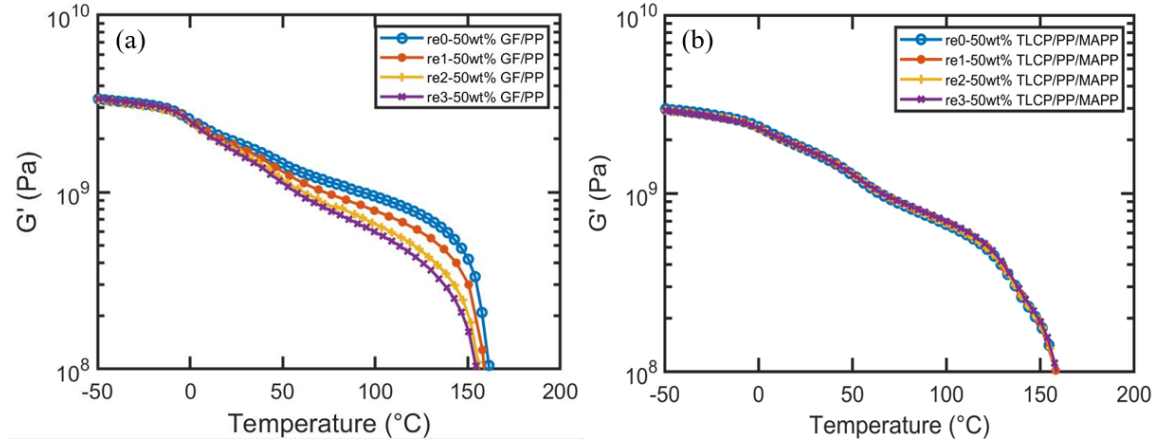 (a)
re0-50wt% GF/PP
re1-50wt% GF/PP
re2-50wt% GF/PP
re3-50wt% GF/PP
10^10
10^9
10^8
G' (Pa)
-50 0 50 100 150 200
Temperature (°C)
(b)
re0-50wt% TLCP/PP/MAPP
re1-50wt% TLCP/PP/MAPP
re2-50wt% TLCP/PP/MAPP
re3-50wt% TLCP/PP/MAPP
10^10
10^9
10^8
G' (Pa)
-50 0 50 100 150 200
Temperature (°C)